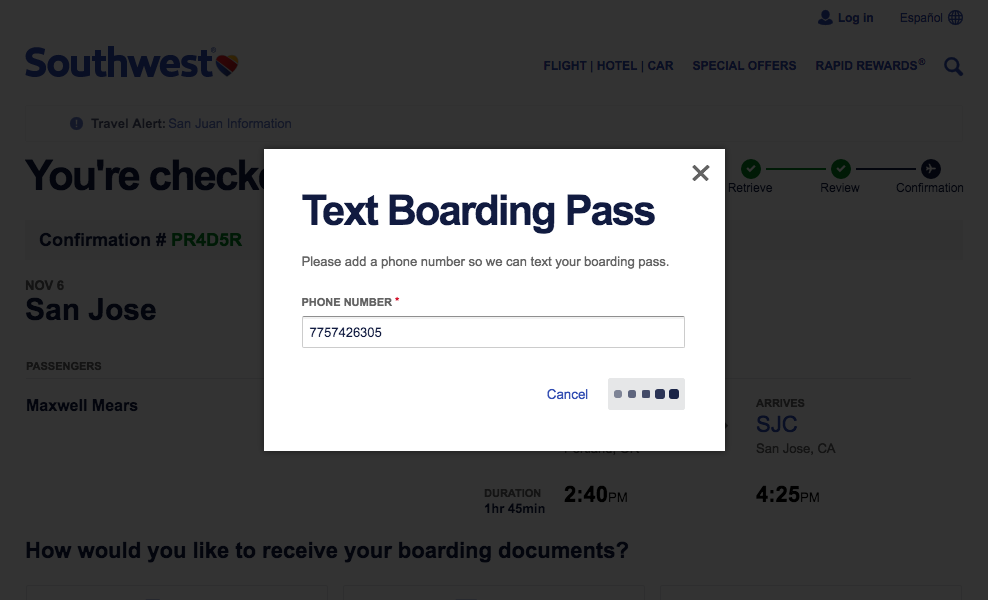 Log in Español
Southwest®
FLIGHT | HOTEL | CAR SPECIAL OFFERS RAPID REWARDS®
Travel Alert: San Juan Information
You're checke
Retrieve Review Confirmation
Confirmation # PR4D5R
Text Boarding Pass
Please add a phone number so we can text your boarding pass.
PHONE NUMBER *
7757426305
Cancel
NOV 6
San Jose
PASSENGERS
Maxwell Mears
ARRIVES
SJC
San Jose, CA
DURATION
1hr 45min
2:40PM
4:25PM
How would you like to receive your boarding documents?